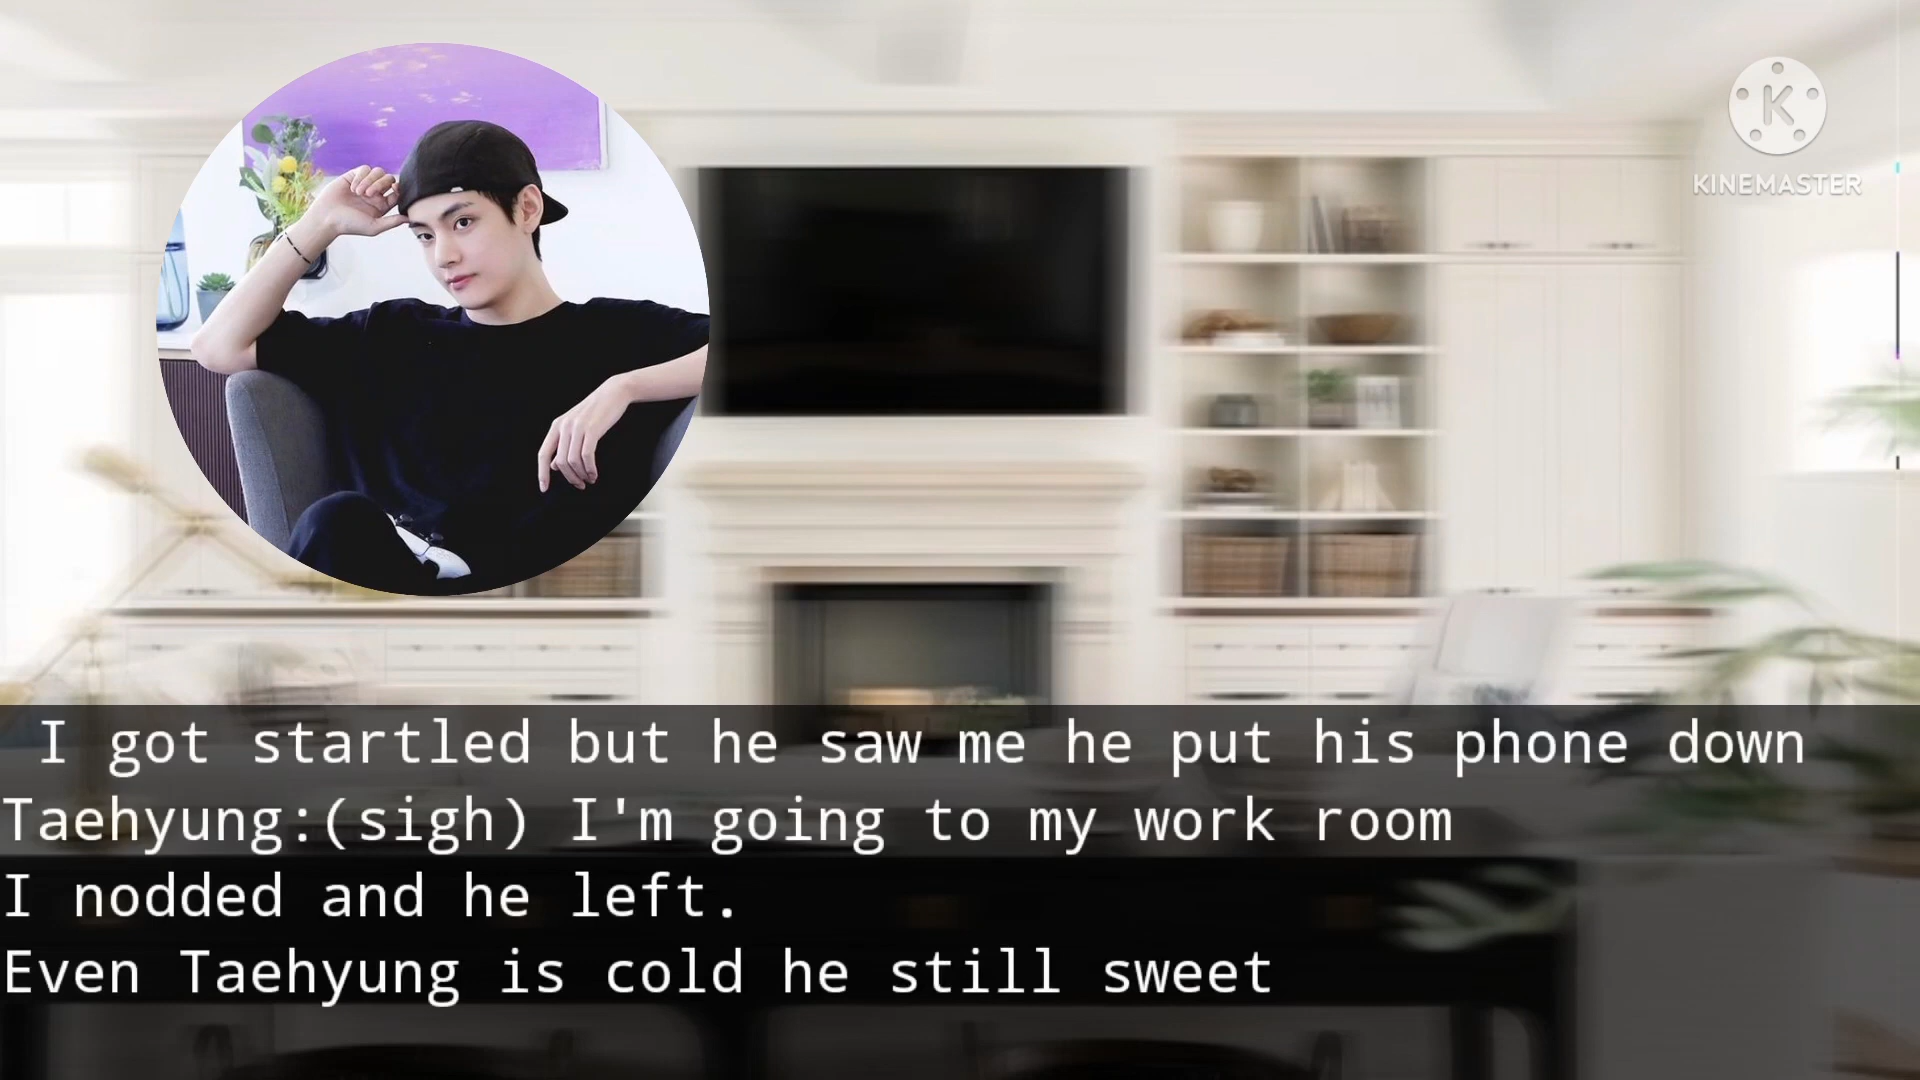 KINEMASTER
I got startled but he saw me he put his phone down
Taehyung:(sigh) I'm going to my work room
I nodded and he left.
Even Taehyung is cold he still sweet